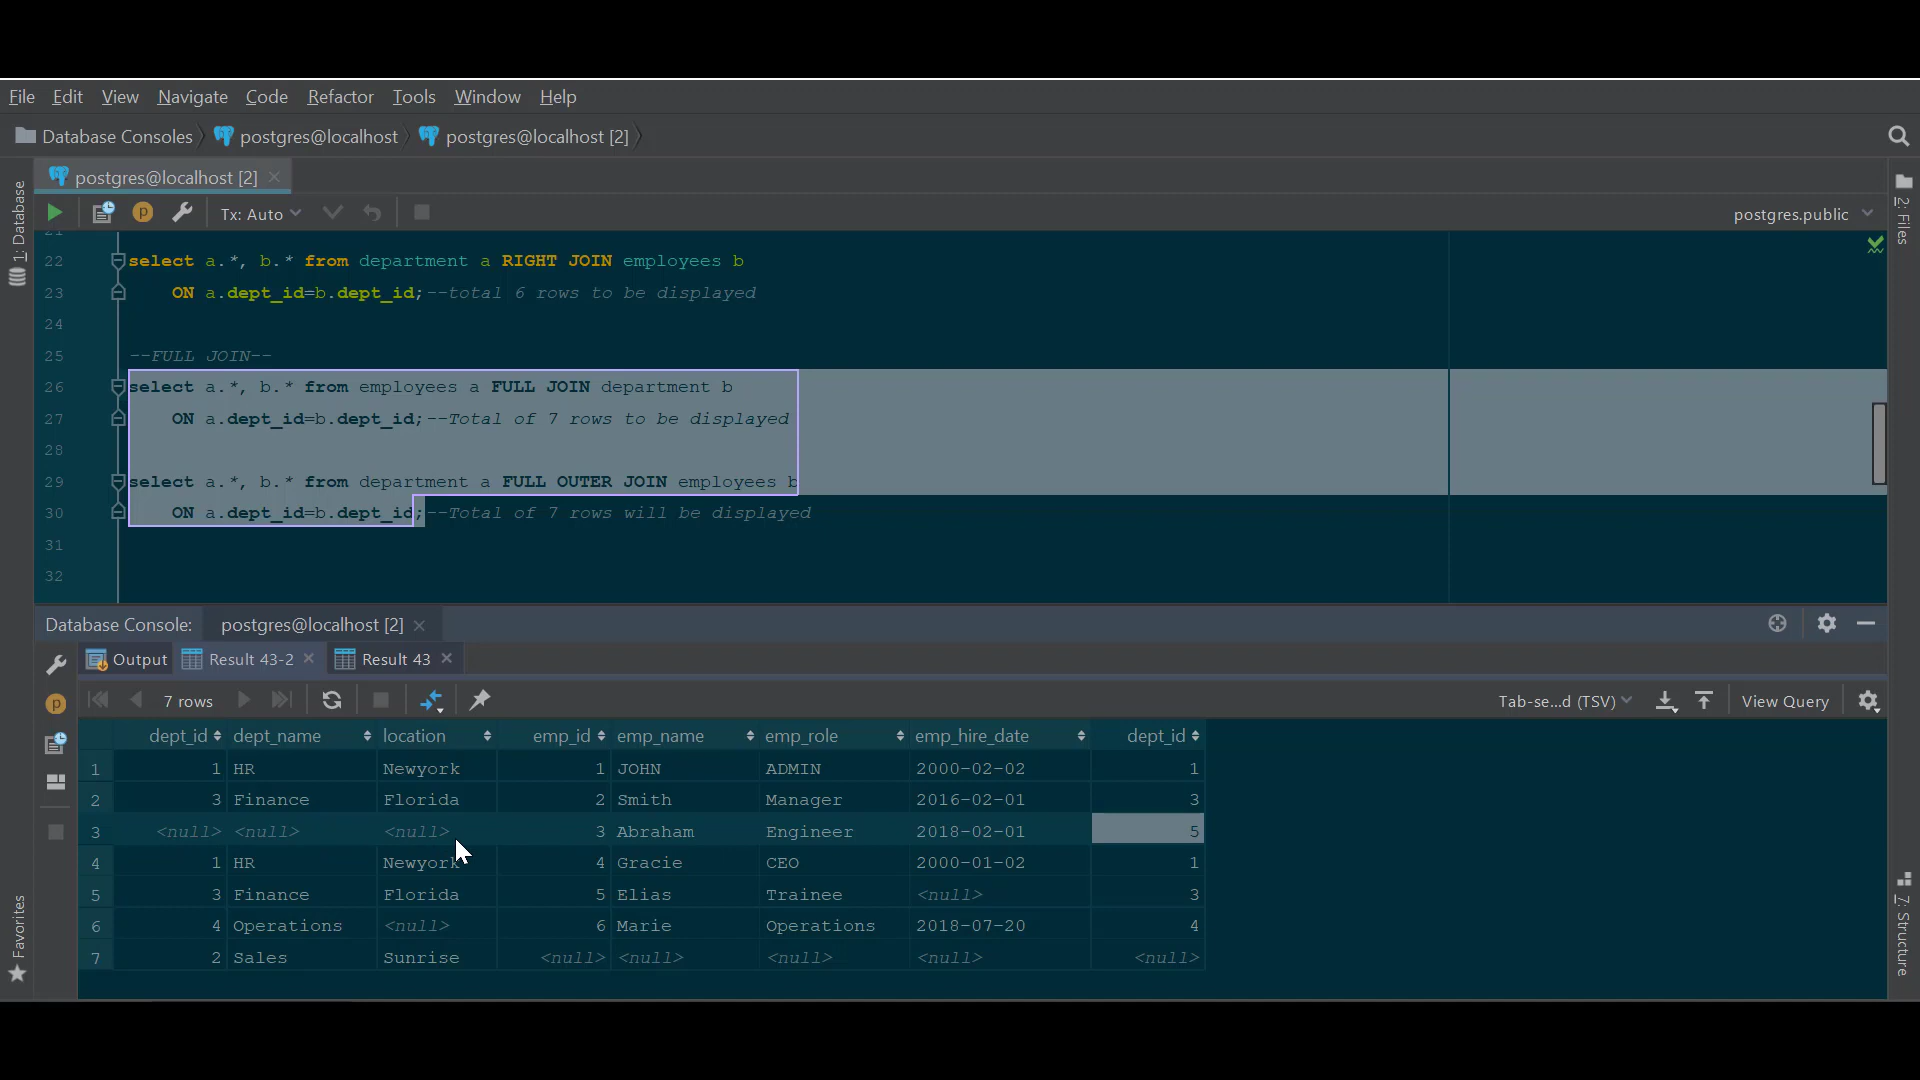 File Edit View Navigate Code Refactor Tools Window Help
Database Consoles postgres@localhost postgres@localhost [2]
postgres@localhost [2]
Tx: Auto postgres.public
1: Database
2: Files
21
22 select a.*, b.* from department a RIGHT JOIN employees b
23 ON a.dept_id=b.dept_id;--total 6 rows to be displayed
24
25 --FULL JOIN--
26 select a.*, b.* from employees a FULL JOIN department b
27 ON a.dept_id=b.dept_id;--Total of 7 rows to be displayed
28
29 select a.*, b.* from department a FULL OUTER JOIN employees b
30 ON a.dept_id=b.dept_id;--Total of 7 rows will be displayed
31
32
Database Console: postgres@localhost [2]
Output Result 43-2 Result 43
7 rows Tab-se...d (TSV) View Query
dept_id dept_name location emp_id emp_name emp_role emp_hire_date dept_id
1 1 HR Newyork 1 JOHN ADMIN 2000-02-02 1
2 3 Finance Florida 2 Smith Manager 2016-02-01 3
3 <null> <null> <null> 3 Abraham Engineer 2018-02-01 5
4 1 HR Newyork 4 Gracie CEO 2000-01-02 1
5 3 Finance Florida 5 Elias Trainee <null> 3
6 4 Operations <null> 6 Marie Operations 2018-07-20 4
7 2 Sales Sunrise <null> <null> <null> <null> <null>
Favorites
7: Structure